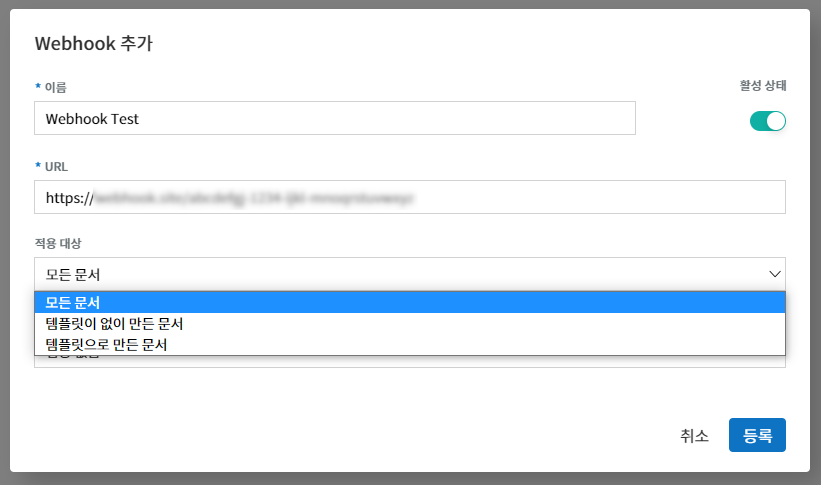 Webhook 추가
* 이름
활성 상태
Webhook Test
* URL
https://
적용 대상
모든 문서
모든 문서
템플릿이 없이 만든 문서
템플릿으로 만든 문서
취소
등록